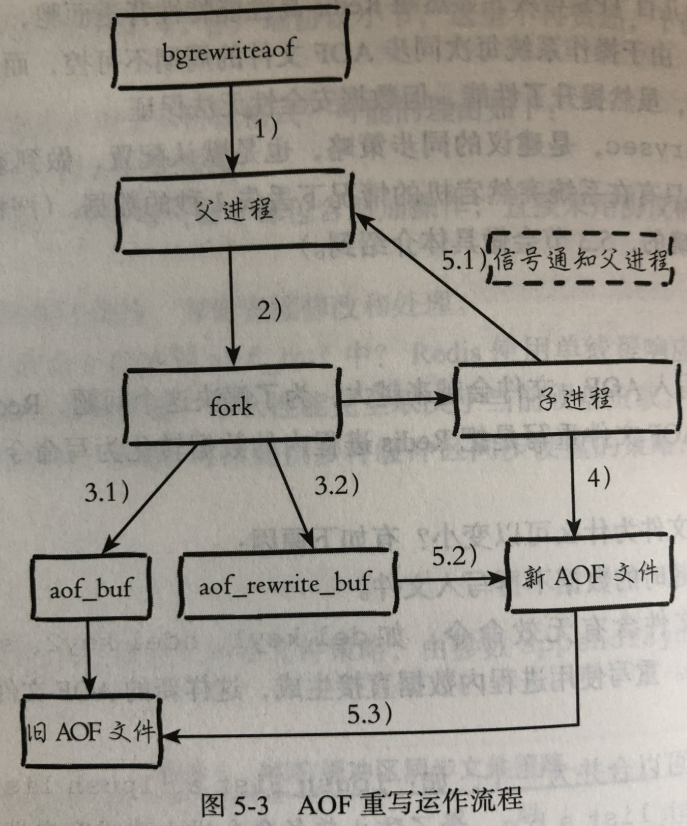 bgrewriteaof
1)
父进程
5.1) 信号通知父进程
2)
fork
子进程
3.1)
3.2)
4)
aof_buf
aof_rewrite_buf
5.2)
新 AOF 文件
旧 AOF 文件
5.3)
图 5-3 AOF 重写运作流程